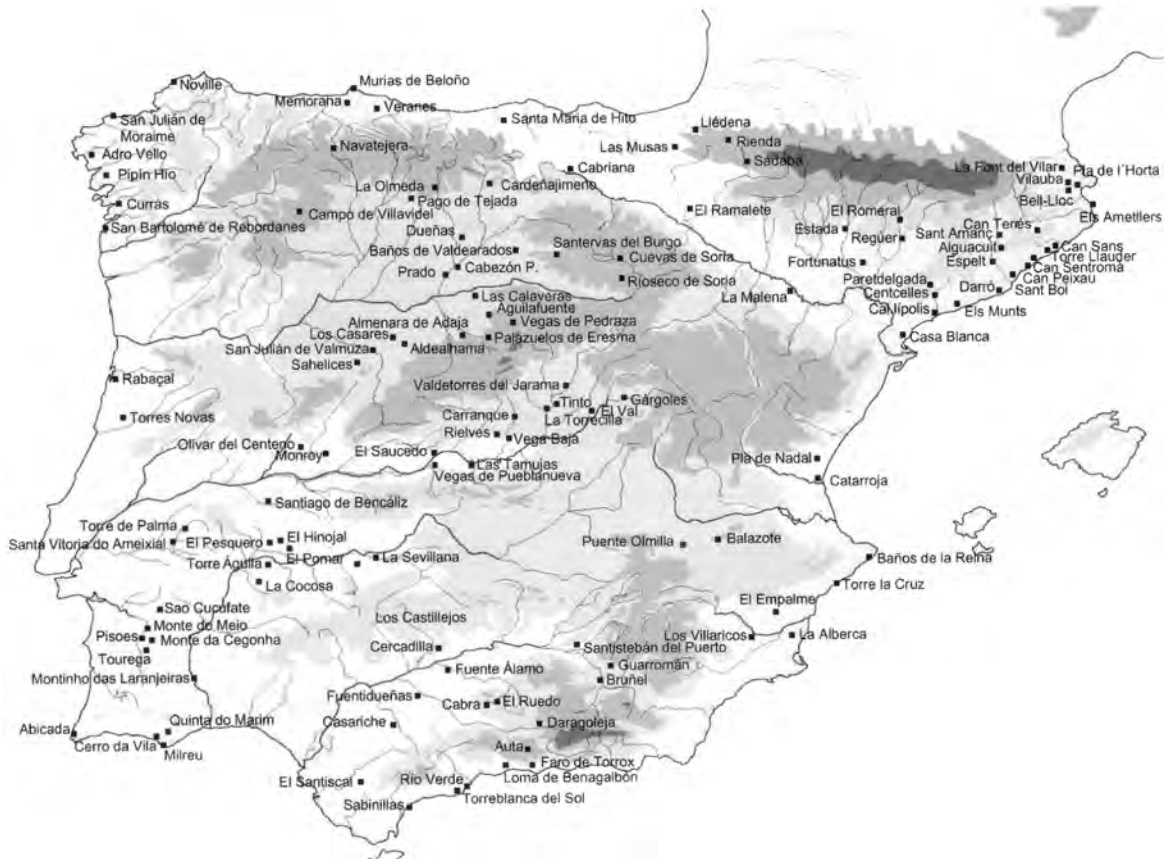 Noville
Murias de Beloño
Memorana
Veranes
San Julián de
Moraime
Santa María de Hito
Liédena
Rienda
Las Musas
Navatejera
Adro Vello
Sádaba
La Font del Vilar
Pla de l´Horta
Pipín Hío
Cabriana
Vilauba
La Olmeda
Cardeñajimeno
Bell-Lloc
Currás
Pago de Tejada
Els Ametllers
Campo de Villavidel
El Ramalete
El Romeral
San Bartolomé de Rebordanes
Estada
Can Terés
Dueñas
Reguer
Sant Amanç
Baños de Valdearados
Santervas del Burgo
Can Sans
Alguacuit
Torre Llauder
Cuevas de Soria
Fortunatus
Espelt
Can Sentromà
Prado
Cabezón P.
Can Peixau
Rioseco de Soria
Paretdelgada
Darró
Sant Boi
Las Calaveras
La Malena
Centcelles
Aguilafuente
Els Munts
Cal.lípolis
Almenara de Adaja
Vegas de Pedraza
Los Casares
Palazuelos de Eresma
Casa Blanca
San Julián de Valmuza
Aldealhama
Sahelices
Rabaçal
Valdetorres del Jarama
Gárgoles
Tinto
El Val
Torres Novas
Carranque
La Torrecilla
Rielves
Vega Baja
Olivar del Centeno
Monroy
El Saucedo
Las Tamujas
Pla de Nadal
Vegas de Pueblanueva
Catarroja
Santiago de Bencáliz
Torre de Palma
Santa Vitoria do Ameixial
El Pesquero
El Hinojal
Puente Olmilla
Balazote
El Pomar
La Sevillana
Baños de la Reina
Torre Águila
La Cocosa
Torre la Cruz
Sao Cucufate
El Empalme
Monte do Meio
Los Castillejos
Pisoes
Monte da Cegonha
Los Villaricos
La Alberca
Cercadilla
Santistebán del Puerto
Tourega
Guarromán
Fuente Álamo
Montinho das Laranjeiras
Bruñel
Fuentidueñas
El Ruedo
Cabra
Quinta do Marim
Casariche
Daragoleja
Abicada
Cerro da Vila
Milreu
Auta
Faro de Torrox
Río Verde
Loma de Benagalbón
El Santiscal
Torreblanca del Sol
Sabinillas